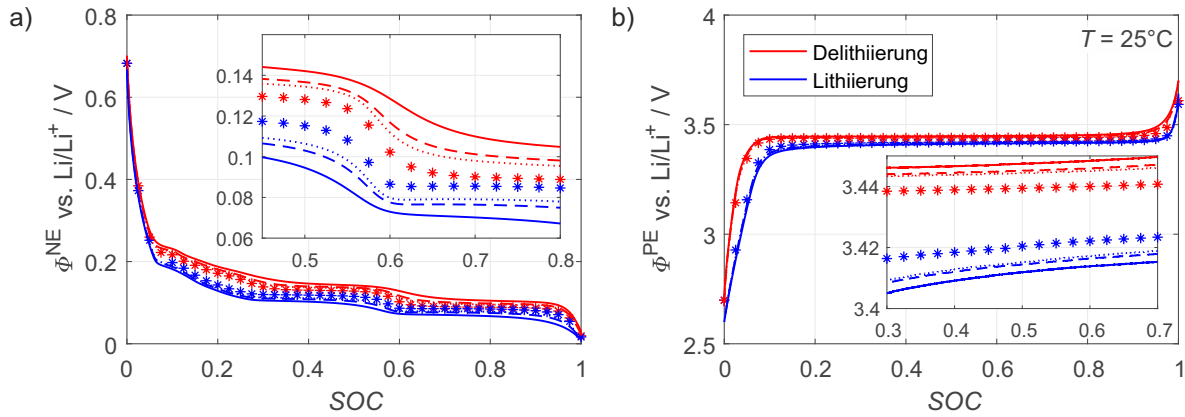 a)
Φ^NE vs. Li/Li⁺ / V
0.8
0.6
0.4
0.2
0
0 0.2 0.4 0.6 0.8 1
SOC
0.14
0.12
0.1
0.08
0.06
0.5 0.6 0.7 0.8
b)
Φ^PE vs. Li/Li⁺ / V
4
3.5
3
2.5
0 0.2 0.4 0.6 0.8 1
SOC
Delithiierung
Lithiierung
T = 25°C
3.44
3.42
3.4
0.3 0.4 0.5 0.6 0.7